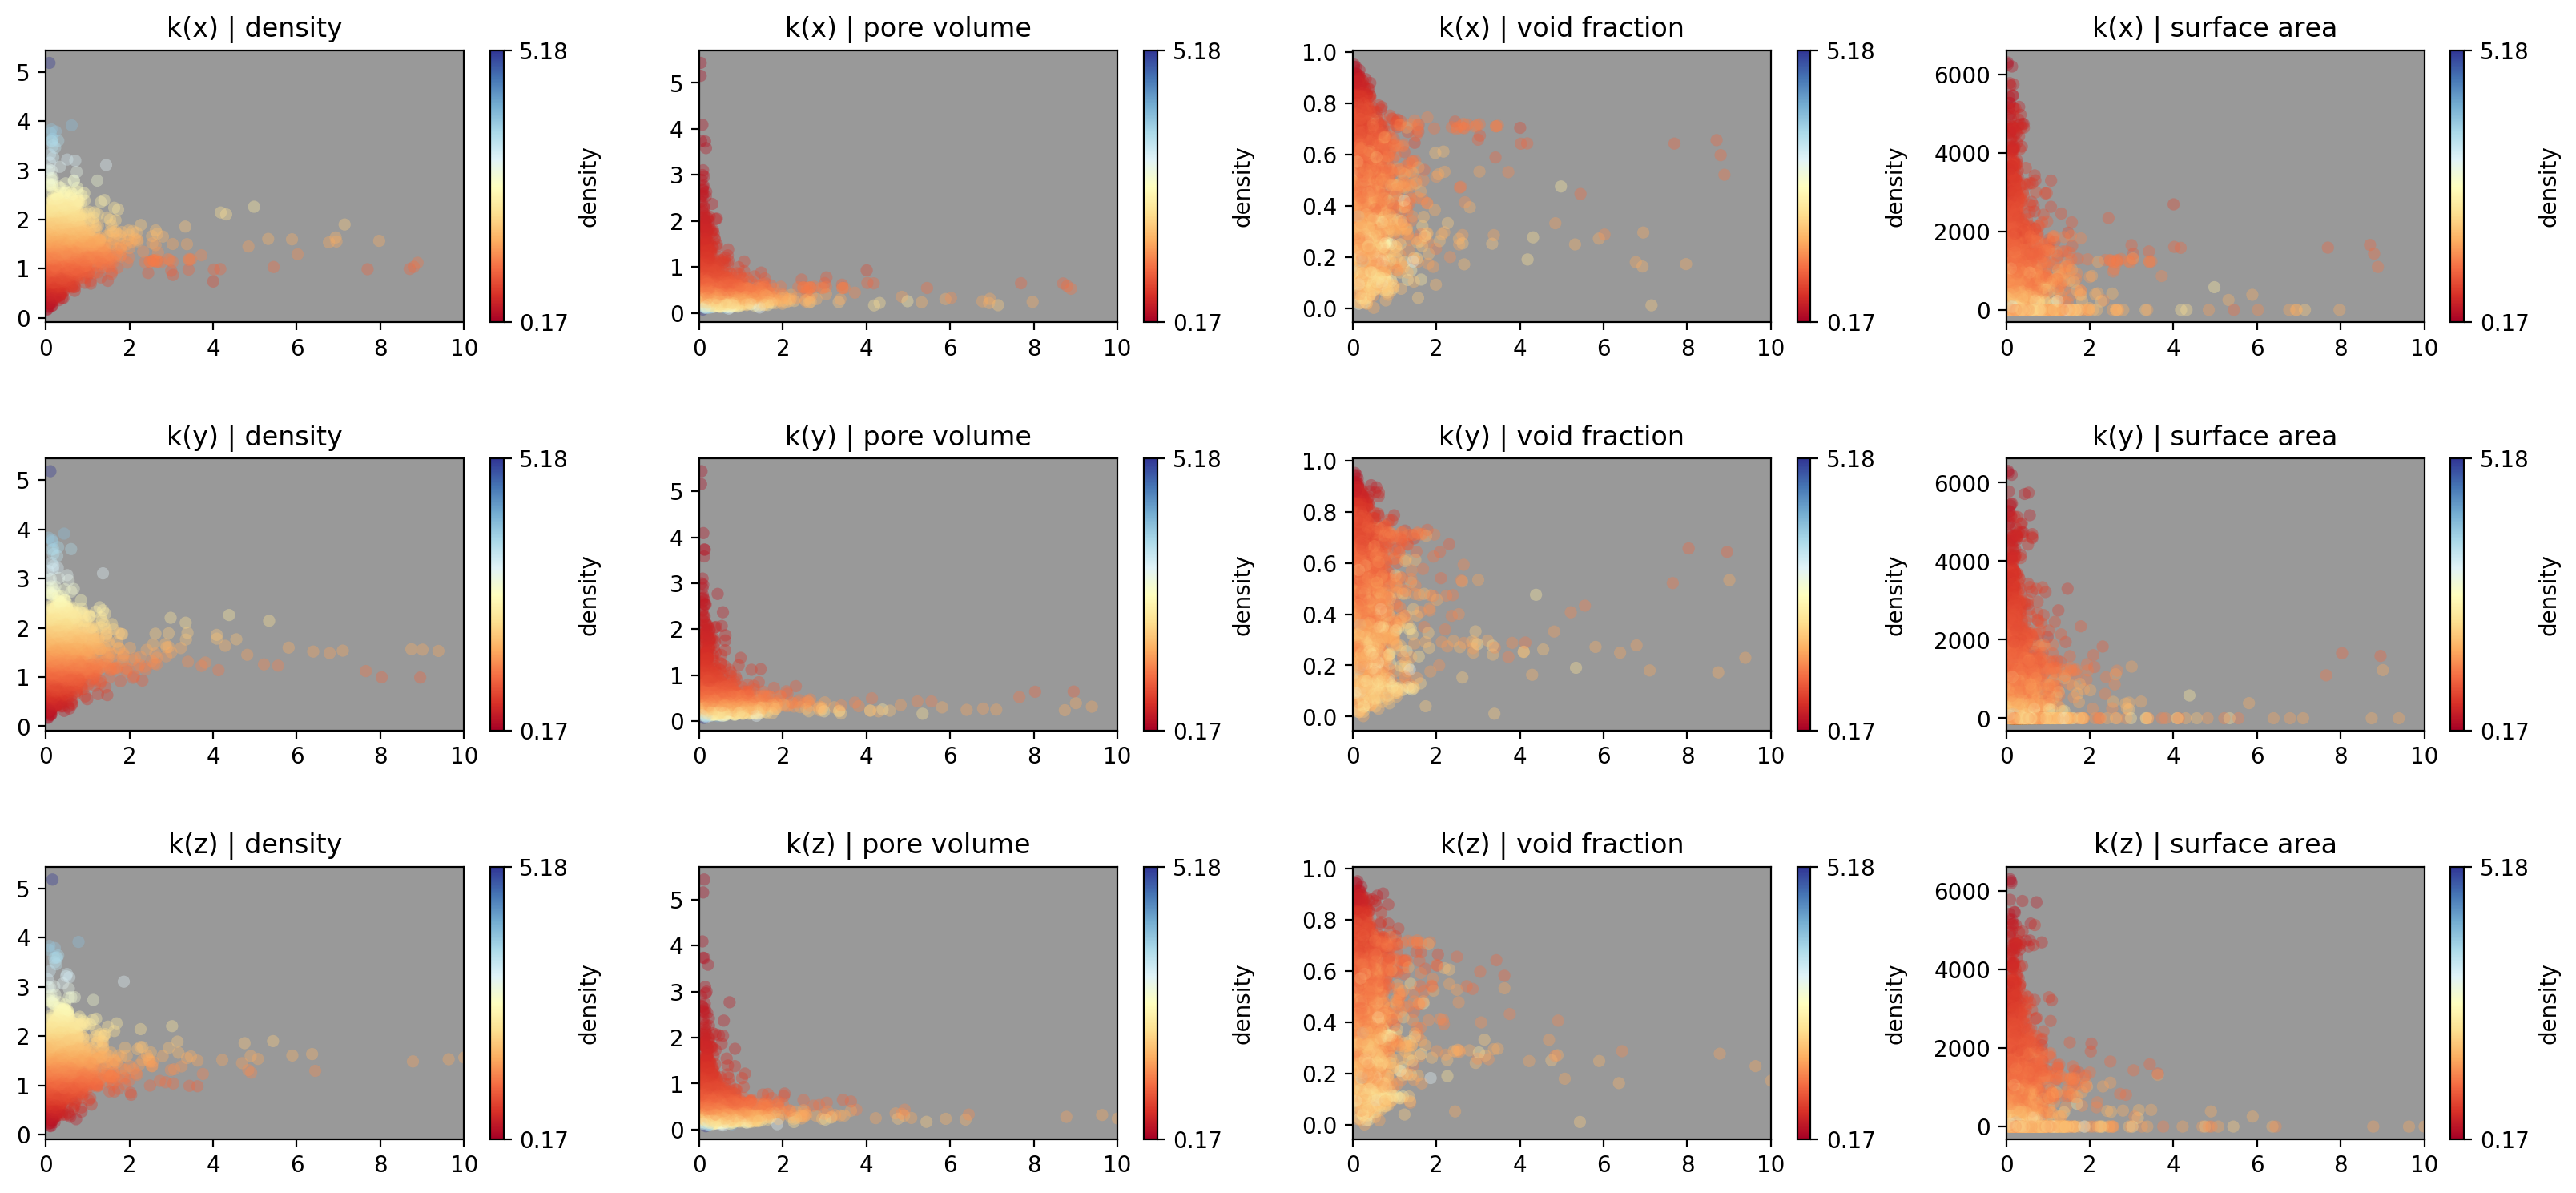 k(x) | density
5
4
3
2
1
0
0 2 4 6 8 10
5.18
density
0.17
k(x) | pore volume
5
4
3
2
1
0
0 2 4 6 8 10
5.18
density
0.17
k(x) | void fraction
1.0
0.8
0.6
0.4
0.2
0.0
0 2 4 6 8 10
5.18
density
0.17
k(x) | surface area
6000
4000
2000
0
0 2 4 6 8 10
5.18
density
0.17
k(y) | density
5
4
3
2
1
0
0 2 4 6 8 10
5.18
density
0.17
k(y) | pore volume
5
4
3
2
1
0
0 2 4 6 8 10
5.18
density
0.17
k(y) | void fraction
1.0
0.8
0.6
0.4
0.2
0.0
0 2 4 6 8 10
5.18
density
0.17
k(y) | surface area
6000
4000
2000
0
0 2 4 6 8 10
5.18
density
0.17
k(z) | density
5
4
3
2
1
0
0 2 4 6 8 10
5.18
density
0.17
k(z) | pore volume
5
4
3
2
1
0
0 2 4 6 8 10
5.18
density
0.17
k(z) | void fraction
1.0
0.8
0.6
0.4
0.2
0.0
0 2 4 6 8 10
5.18
density
0.17
k(z) | surface area
6000
4000
2000
0
0 2 4 6 8 10
5.18
density
0.17